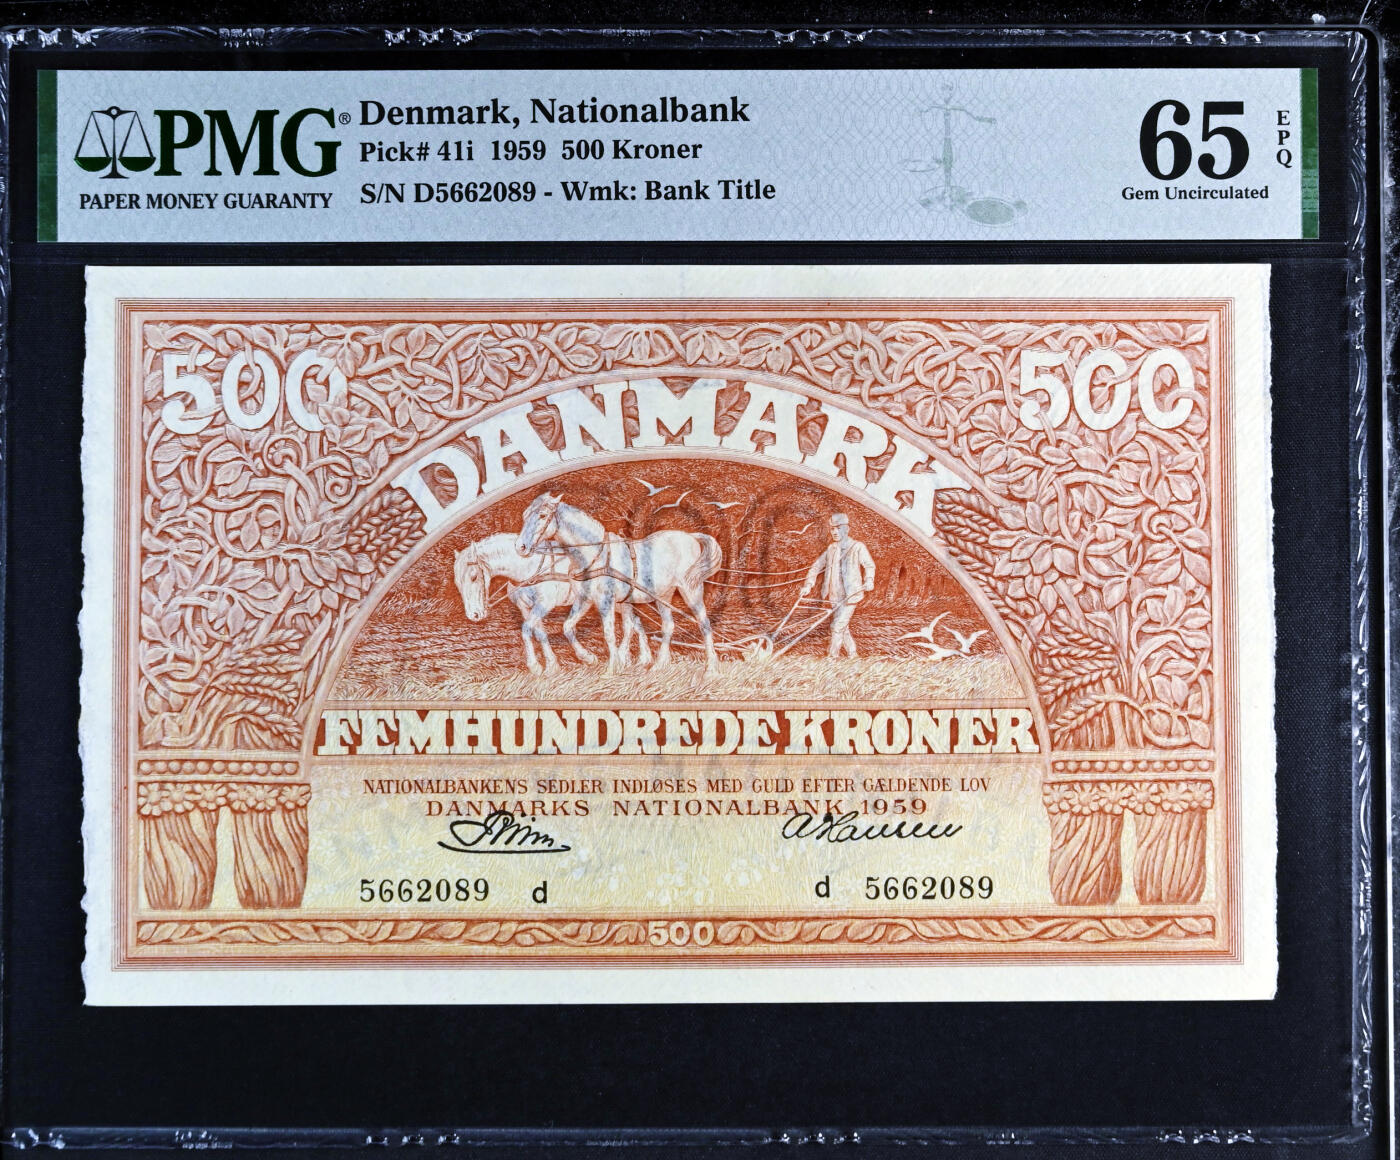 PMG®
PAPER MONEY GUARANTY
Denmark, Nationalbank
Pick# 41i 1959 500 Kroner
S/N D5662089 - Wmk: Bank Title
65
EPQ
Gem Uncirculated
500 500
DANMARK
FEMHUNDREDE KRONER
NATIONALBANKENS SEDLER INDLØSES MED GULD EFTER GÆLDENDE LOV
DANMARKS NATIONALBANK 1959
5662089 d d 5662089
500